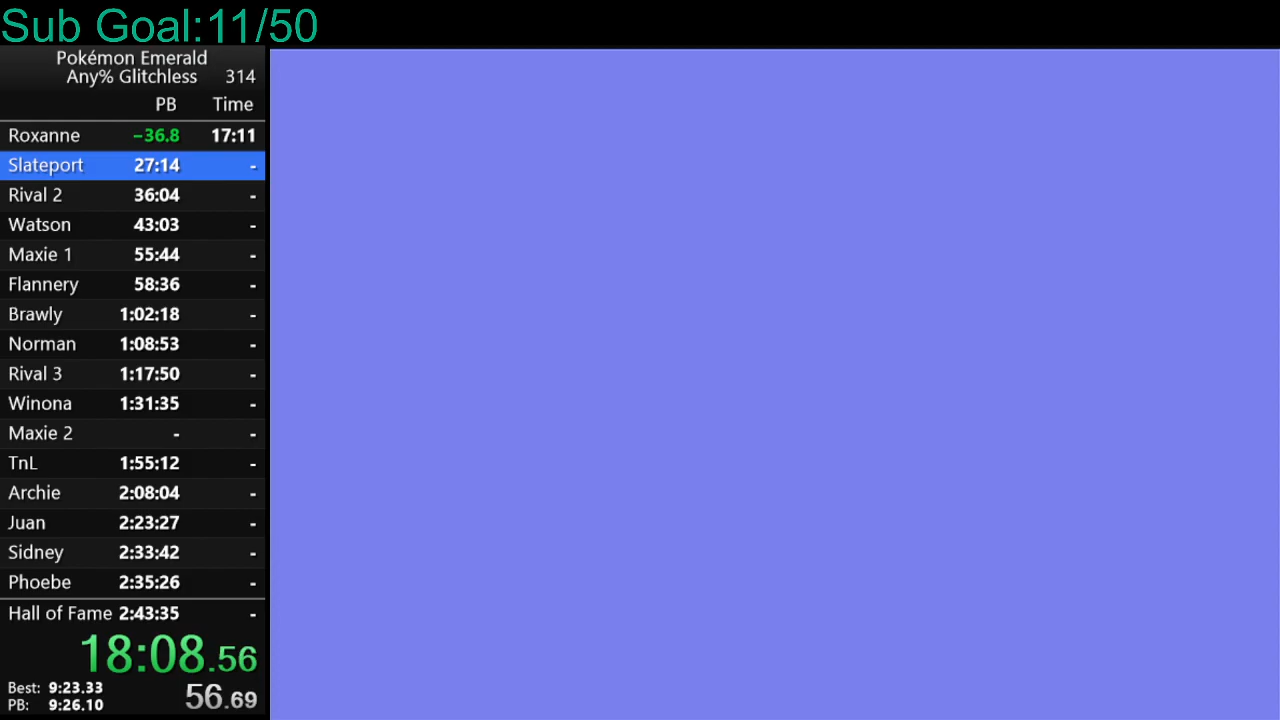 Sub Goal:11/50
Pokémon Emerald
Any% Glitchless 314
PB Time
Roxanne −36.8 17:11
Slateport 27:14 -
Rival 2 36:04 -
Watson 43:03 -
Maxie 1 55:44 -
Flannery 58:36 -
Brawly 1:02:18 -
Norman 1:08:53 -
Rival 3 1:17:50 -
Winona 1:31:35 -
Maxie 2 - -
TnL 1:55:12 -
Archie 2:08:04 -
Juan 2:23:27 -
Sidney 2:33:42 -
Phoebe 2:35:26 -
Hall of Fame 2:43:35 -
18:08.56
Best: 9:23.33
PB: 9:26.10
56.69